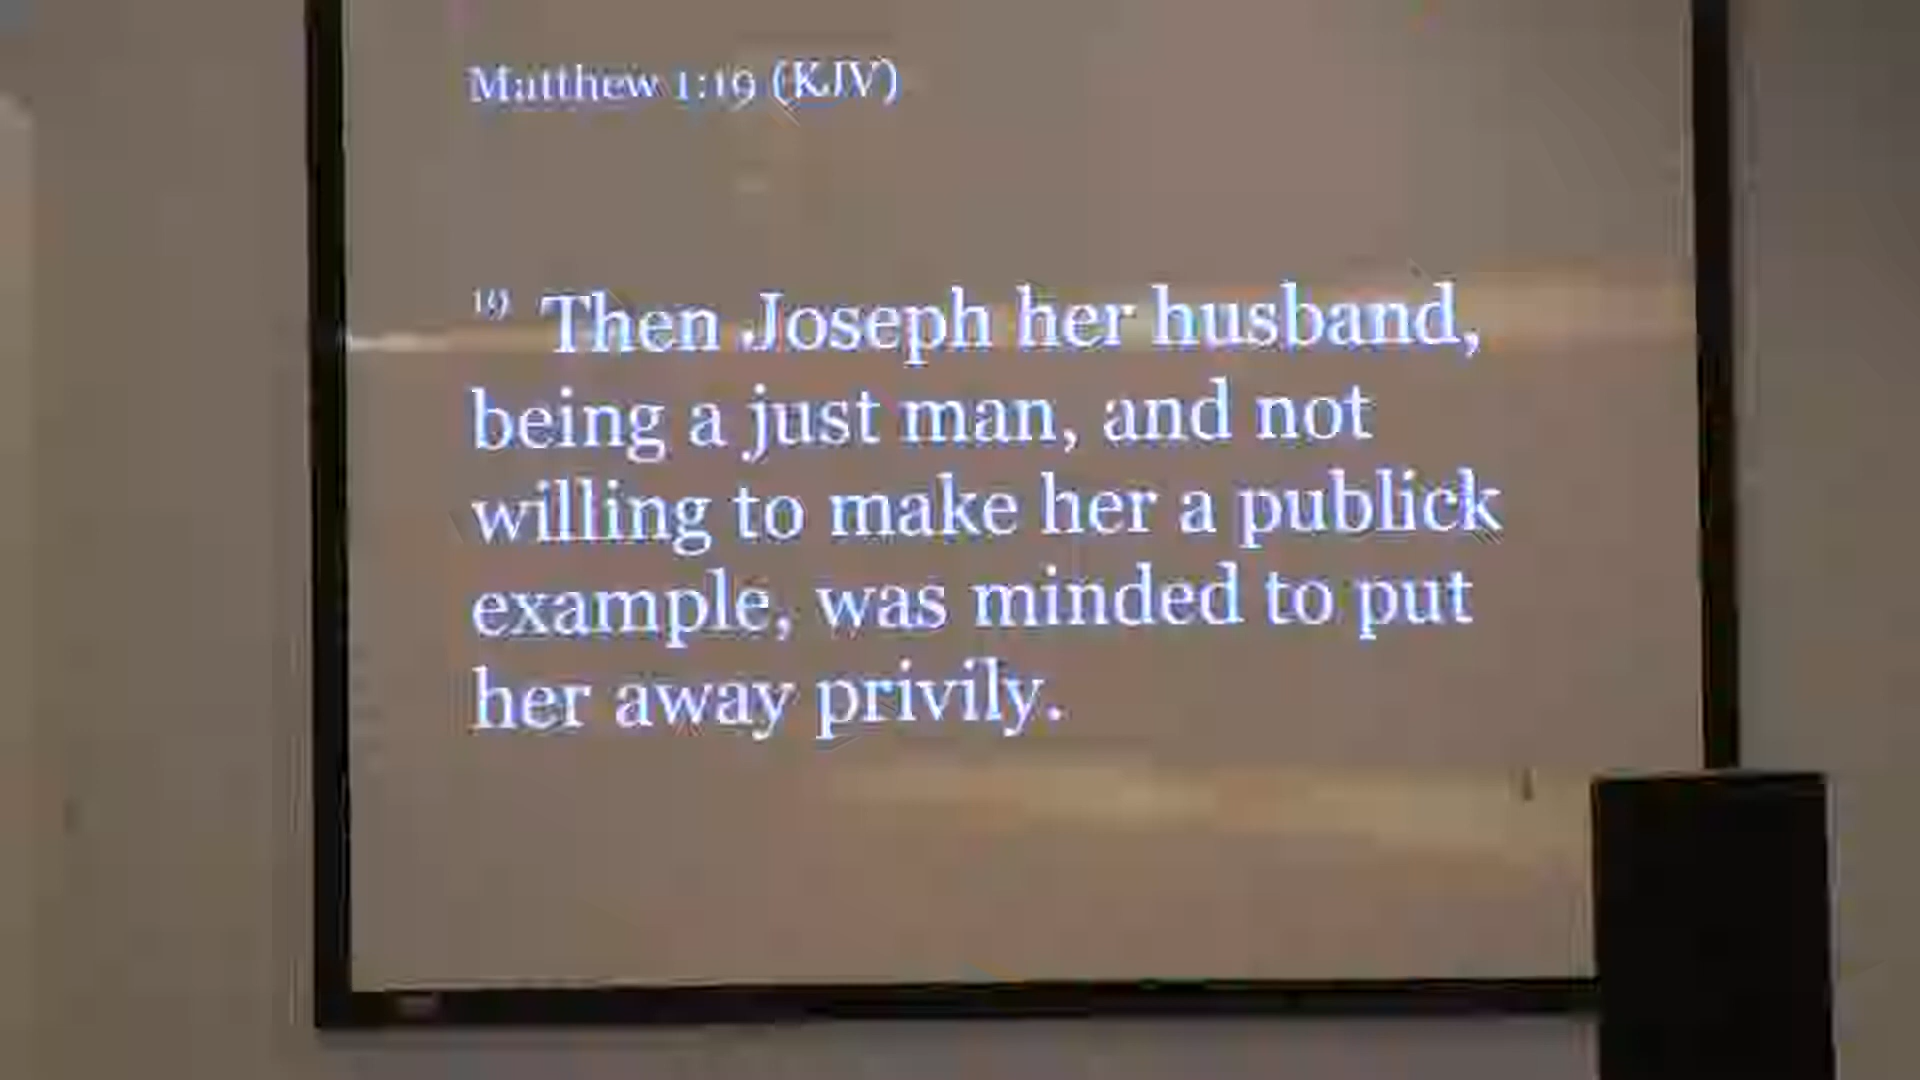 Matthew 1:19 (KJV)
19 Then Joseph her husband,
being a just man, and not
willing to make her a publick
example, was minded to put
her away privily.